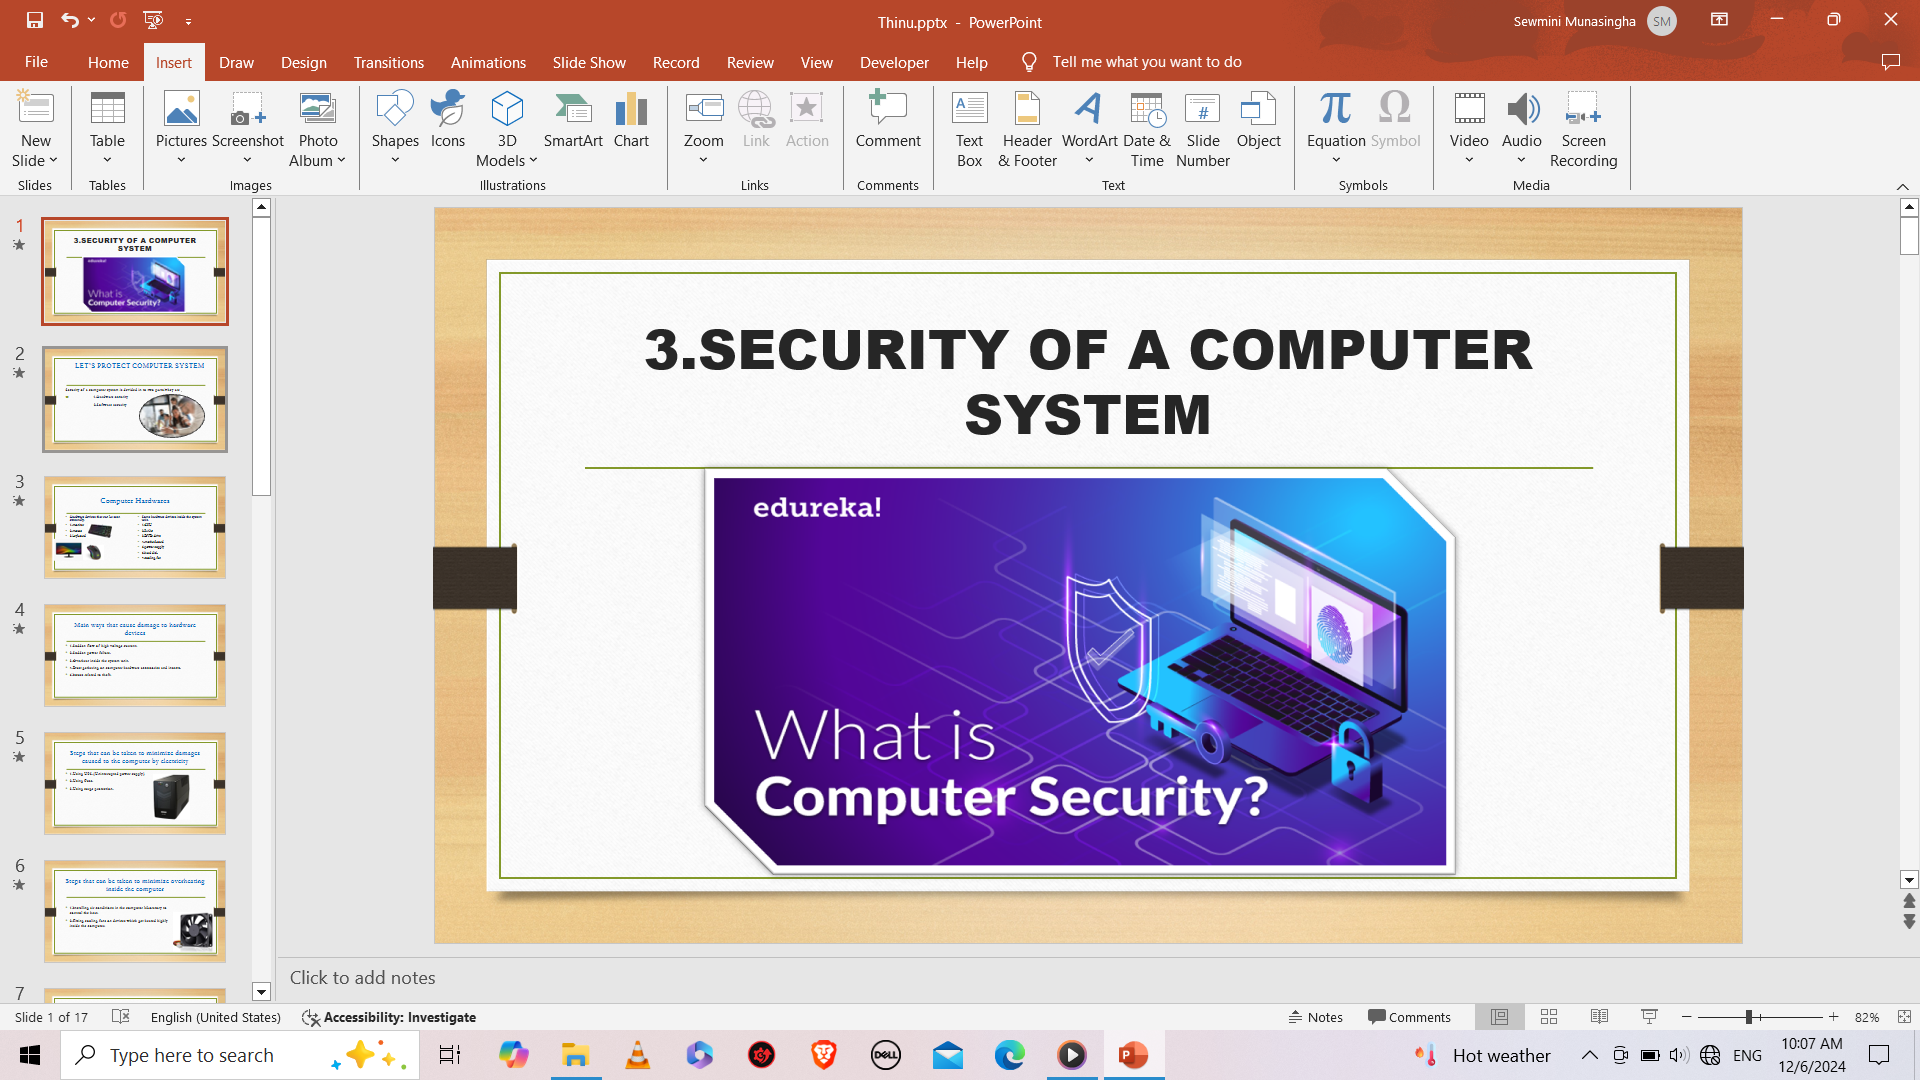 Thinu.pptx - PowerPoint
Sewmini Munasingha
SM
File
Home
Insert
Draw
Design
Transitions
Animations
Slide Show
Record
Review
View
Developer
Help
Tell me what you want to do
New Slide
Table
Pictures
Screenshot
Photo Album
Shapes
Icons
3D Models
SmartArt
Chart
Zoom
Link
Action
Comment
Text Box
Header & Footer
WordArt
Date & Time
Slide Number
Object
Equation
Symbol
Video
Audio
Screen Recording
Slides
Tables
Images
Illustrations
Links
Comments
Text
Symbols
Media
1
3.SECURITY OF A COMPUTER
SYSTEM
edureka!
What is
Computer Security?
2
LET'S PROTECT COMPUTER SYSTEM
3
Computer Hardwares
4
Main ways that cause damage to hardware
devices
5
Steps that can be taken to minimize damages
caused to the computer by electricity
6
Steps that can be taken to minimize overheating
inside the computer
7
3.SECURITY OF A COMPUTER
SYSTEM
edureka!
What is
Computer Security?
Click to add notes
Slide 1 of 17
English (United States)
Accessibility: Investigate
Notes
Comments
82%
Type here to search
DELL
Hot weather
ENG
10:07 AM
12/6/2024